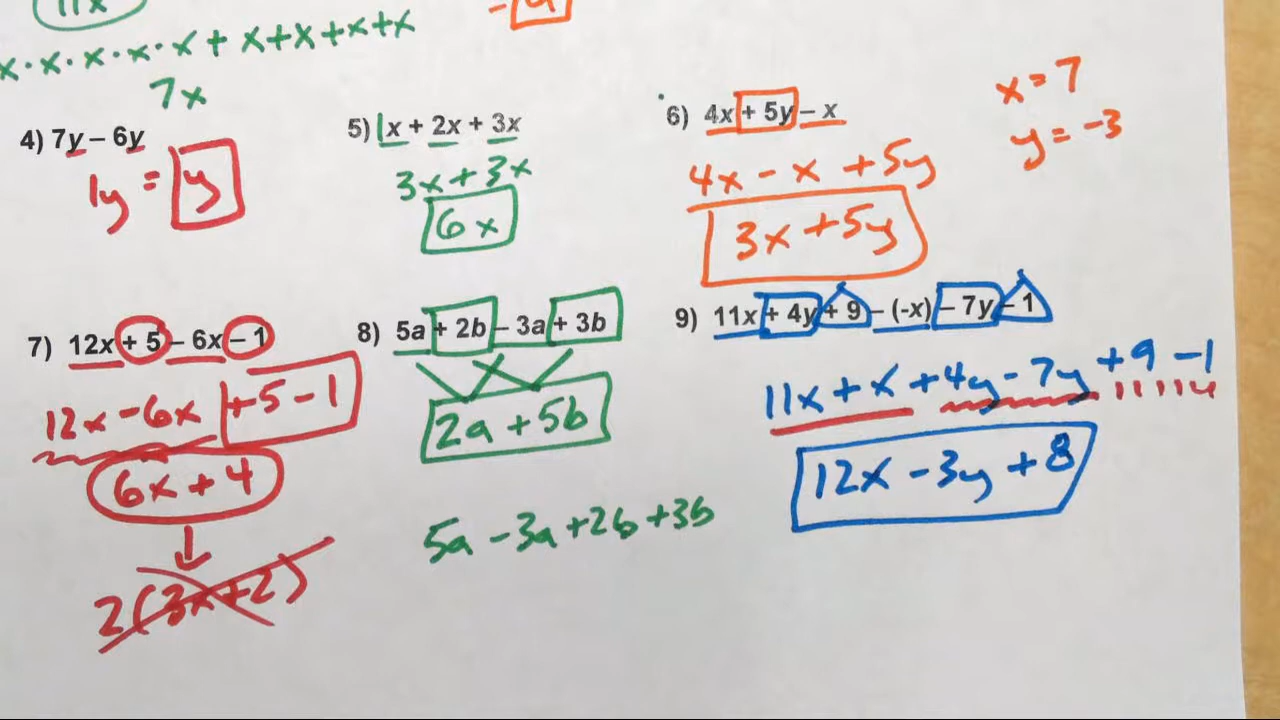 11x
x·x·x·x·x + x+x+x+x
7x
4) 7y – 6y
1y = y
5) 1x + 2x + 3x
3x+3x
6x
6) 4x + 5y – x
4x - x + 5y
3x +5y
x = 7
y = -3
7) 12x + 5 – 6x – 1
12x -6x +5 - 1
6x + 4
2(3x+2)
8) 5a + 2b – 3a + 3b
2a + 5b
5a - 3a + 2b + 3b
9) 11x + 4y + 9 – (-x) – 7y – 1
11x + x + 4y - 7y + 9 - 1
12x - 3y + 8